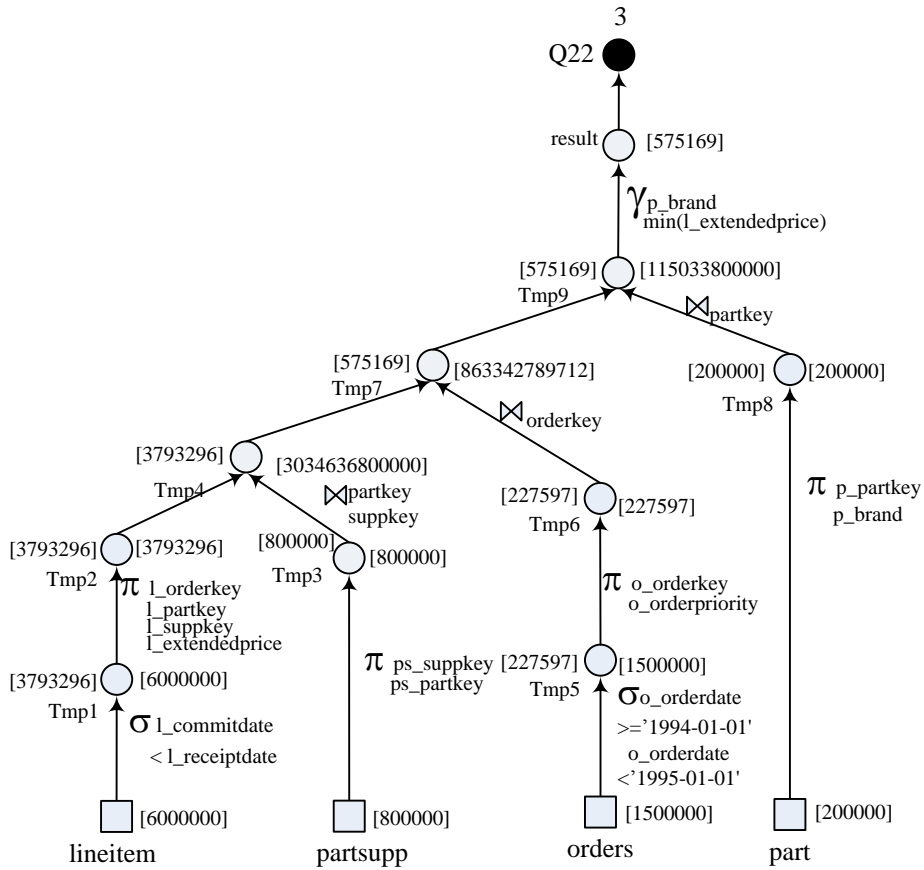 3
Q22
result [575169]
γ p_brand
min(l_extendedprice)
[575169] [115033800000]
Tmp9
⋈ partkey
[575169] [863342789712]
Tmp7
[200000] [200000]
Tmp8
⋈ orderkey
[3793296] [3034636800000]
Tmp4
⋈ partkey
suppkey
π p_partkey
p_brand
[227597] [227597]
Tmp6
[3793296] [3793296]
Tmp2
[800000] [800000]
Tmp3
π l_orderkey
l_partkey
l_suppkey
l_extendedprice
π o_orderkey
o_orderpriority
π ps_suppkey
ps_partkey
[3793296] [6000000]
Tmp1
[227597] [1500000]
Tmp5
σ l_commitdate
< l_receiptdate
σ o_orderdate
>='1994-01-01'
o_orderdate
<'1995-01-01'
[6000000]
[800000]
[1500000]
[200000]
lineitem
partsupp
orders
part